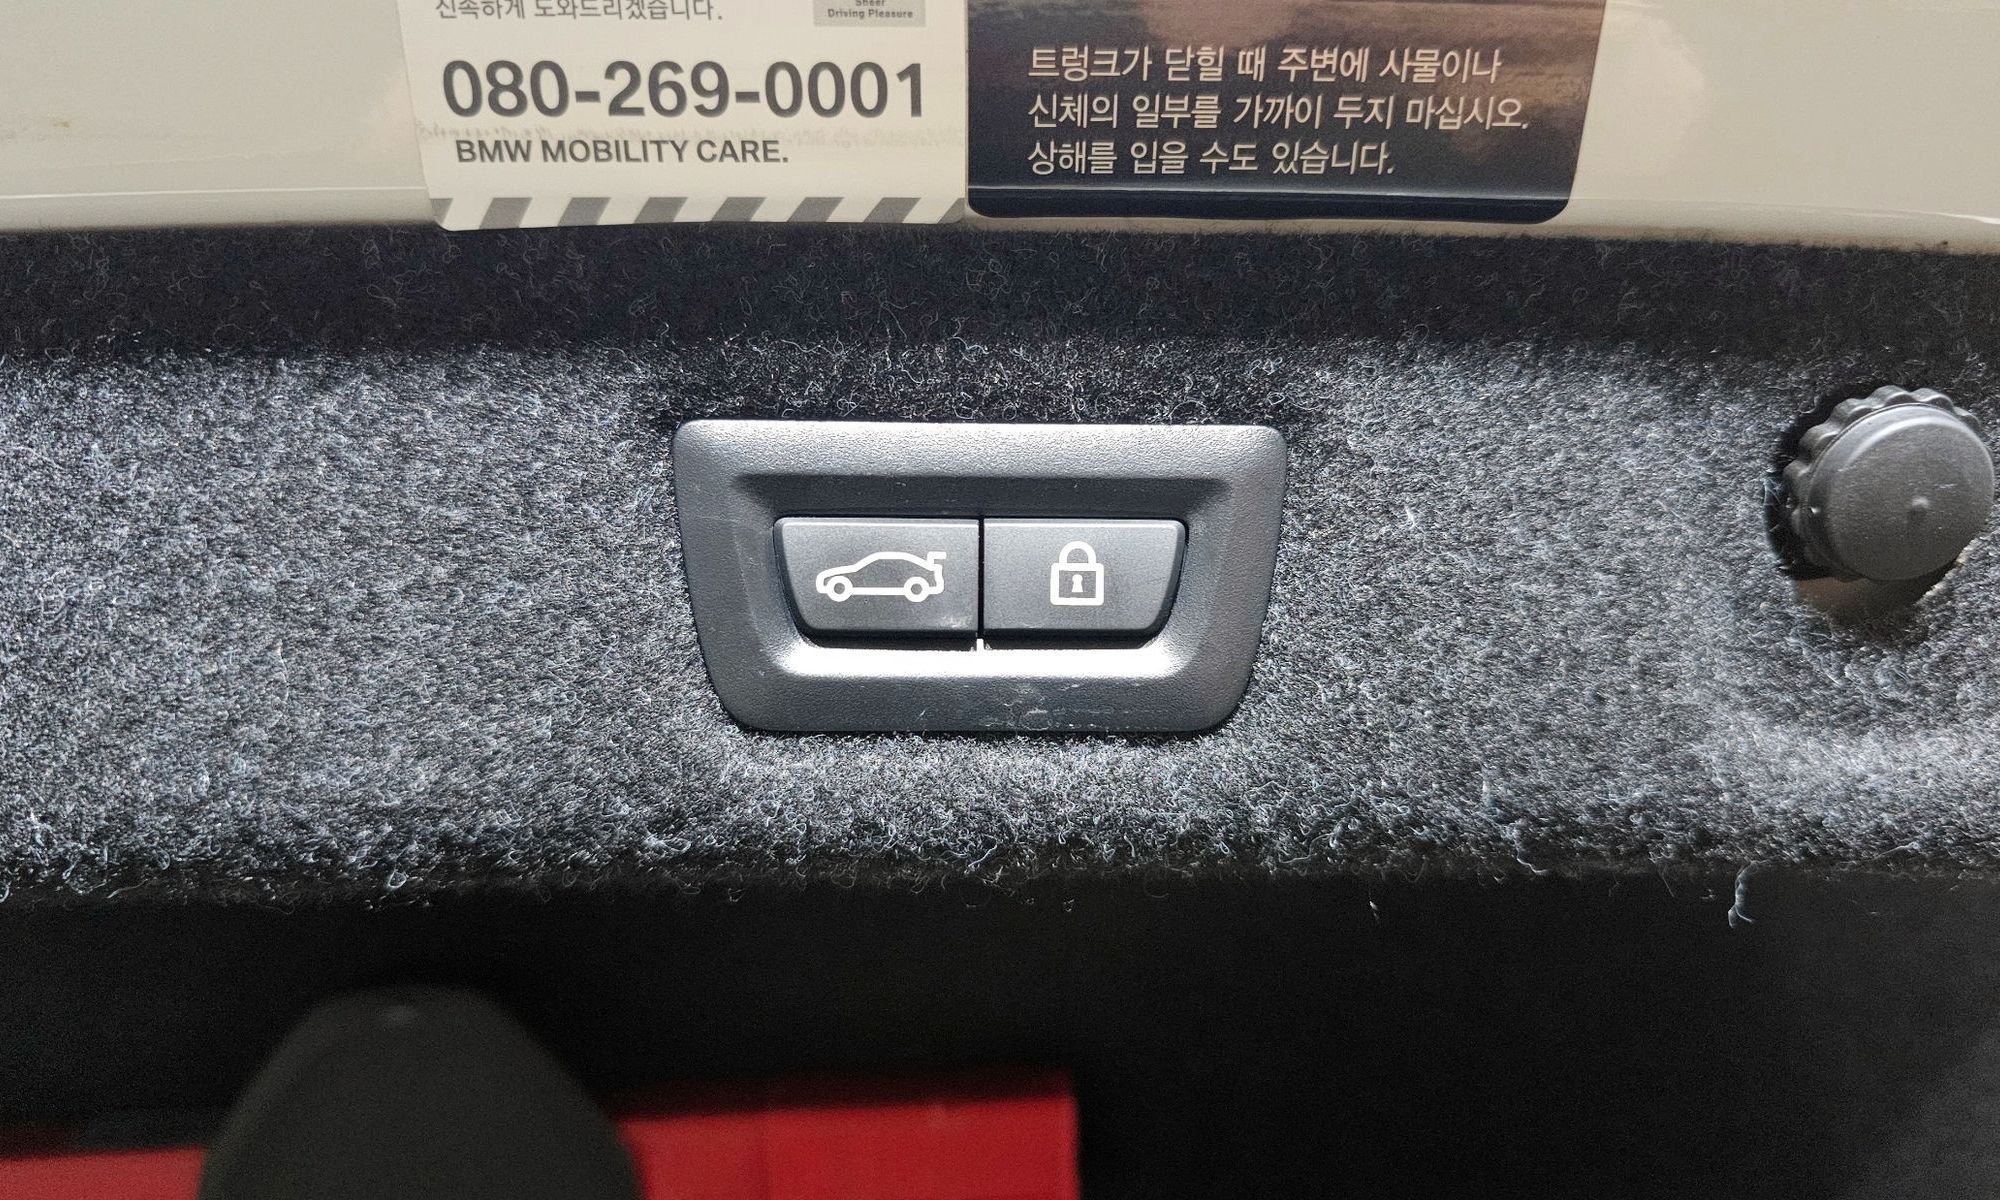 신속하게 도와드리겠습니다.
Sheer
Driving Pleasure
080-269-0001
BMW MOBILITY CARE.
트렁크가 닫힐 때 주변에 사물이나
신체의 일부를 가까이 두지 마십시오.
상해를 입을 수도 있습니다.